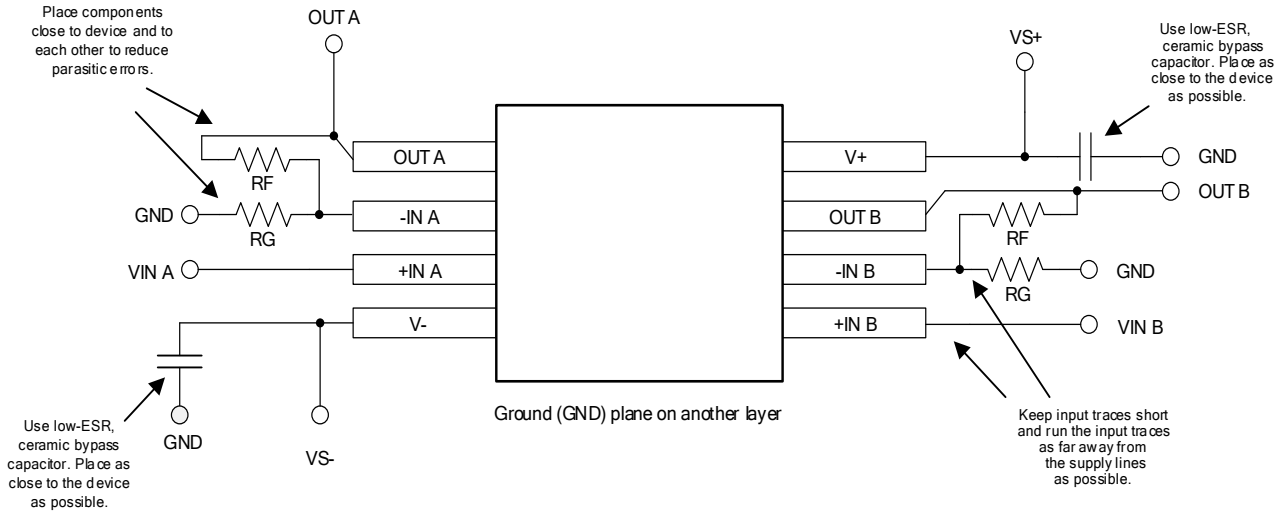 Place components
close to device and to
each other to reduce
parasitic errors.
OUT A
VS+
Use low-ESR,
ceramic bypass
capacitor. Place as
close to the device
as possible.
OUT A
V+
GND
RF
OUT B
GND
RG
-IN A
OUT B
RF
VIN A
+IN A
-IN B
RG
GND
V-
+IN B
VIN B
Use low-ESR,
ceramic bypass
capacitor. Place as
close to the device
as possible.
GND
VS-
Ground (GND) plane on another layer
Keep input traces short
and run the input traces
as far away from
the supply lines
as possible.